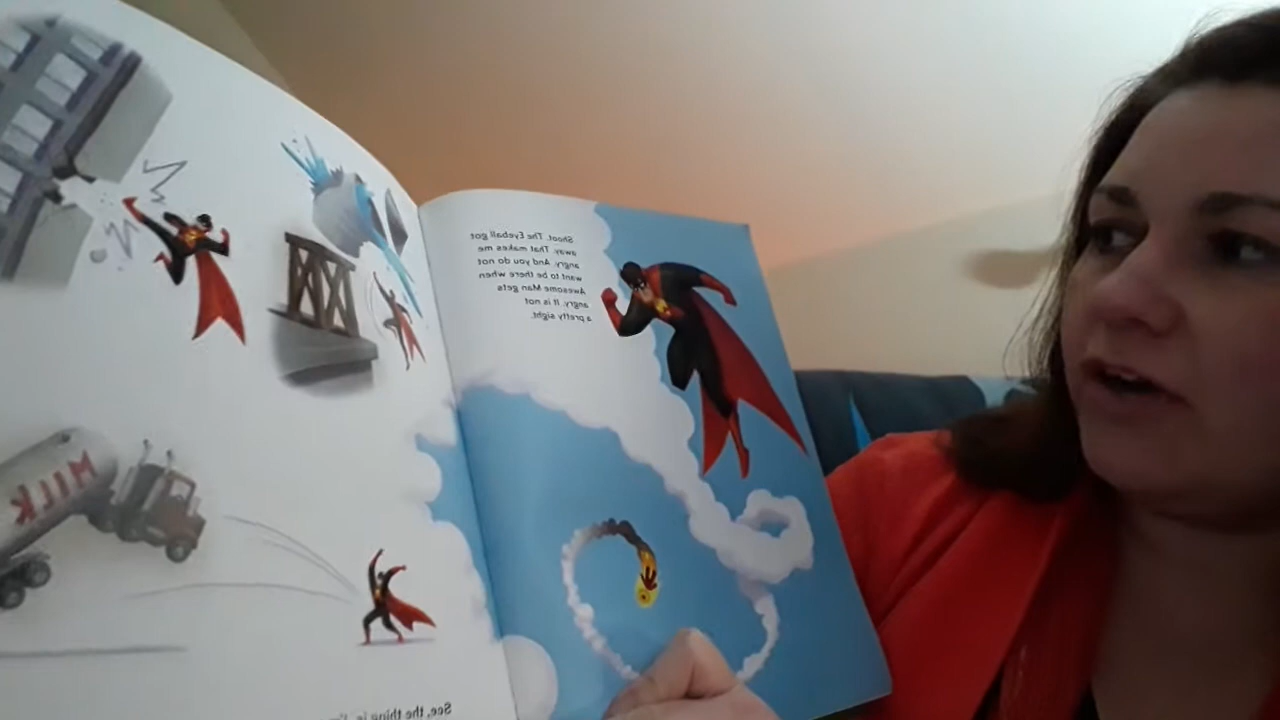 MILK
See, the thing is, I'm
Shoot. The Eyeball got
away. That makes me
angry. And you do not
want to be there when
Awesome Man gets
angry. It is not
a pretty sight.